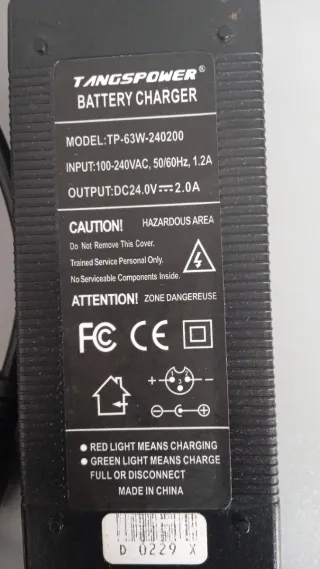 TANGSPOWER®
BATTERY CHARGER
MODEL:TP-63W-240200
INPUT:100-240VAC, 50/60Hz, 1.2A
OUTPUT:DC24.0V⎓2.0A
CAUTION! HAZARDOUS AREA
Do Not Remove This Cover.
Trained Service Personal Only.
No Serviceable Components Inside.
ATTENTION! ZONE DANGEREUSE
FC CE
+ 3 -
- +
● RED LIGHT MEANS CHARGING
● GREEN LIGHT MEANS CHARGE
FULL OR DISCONNECT
MADE IN CHINA
D 0229 X